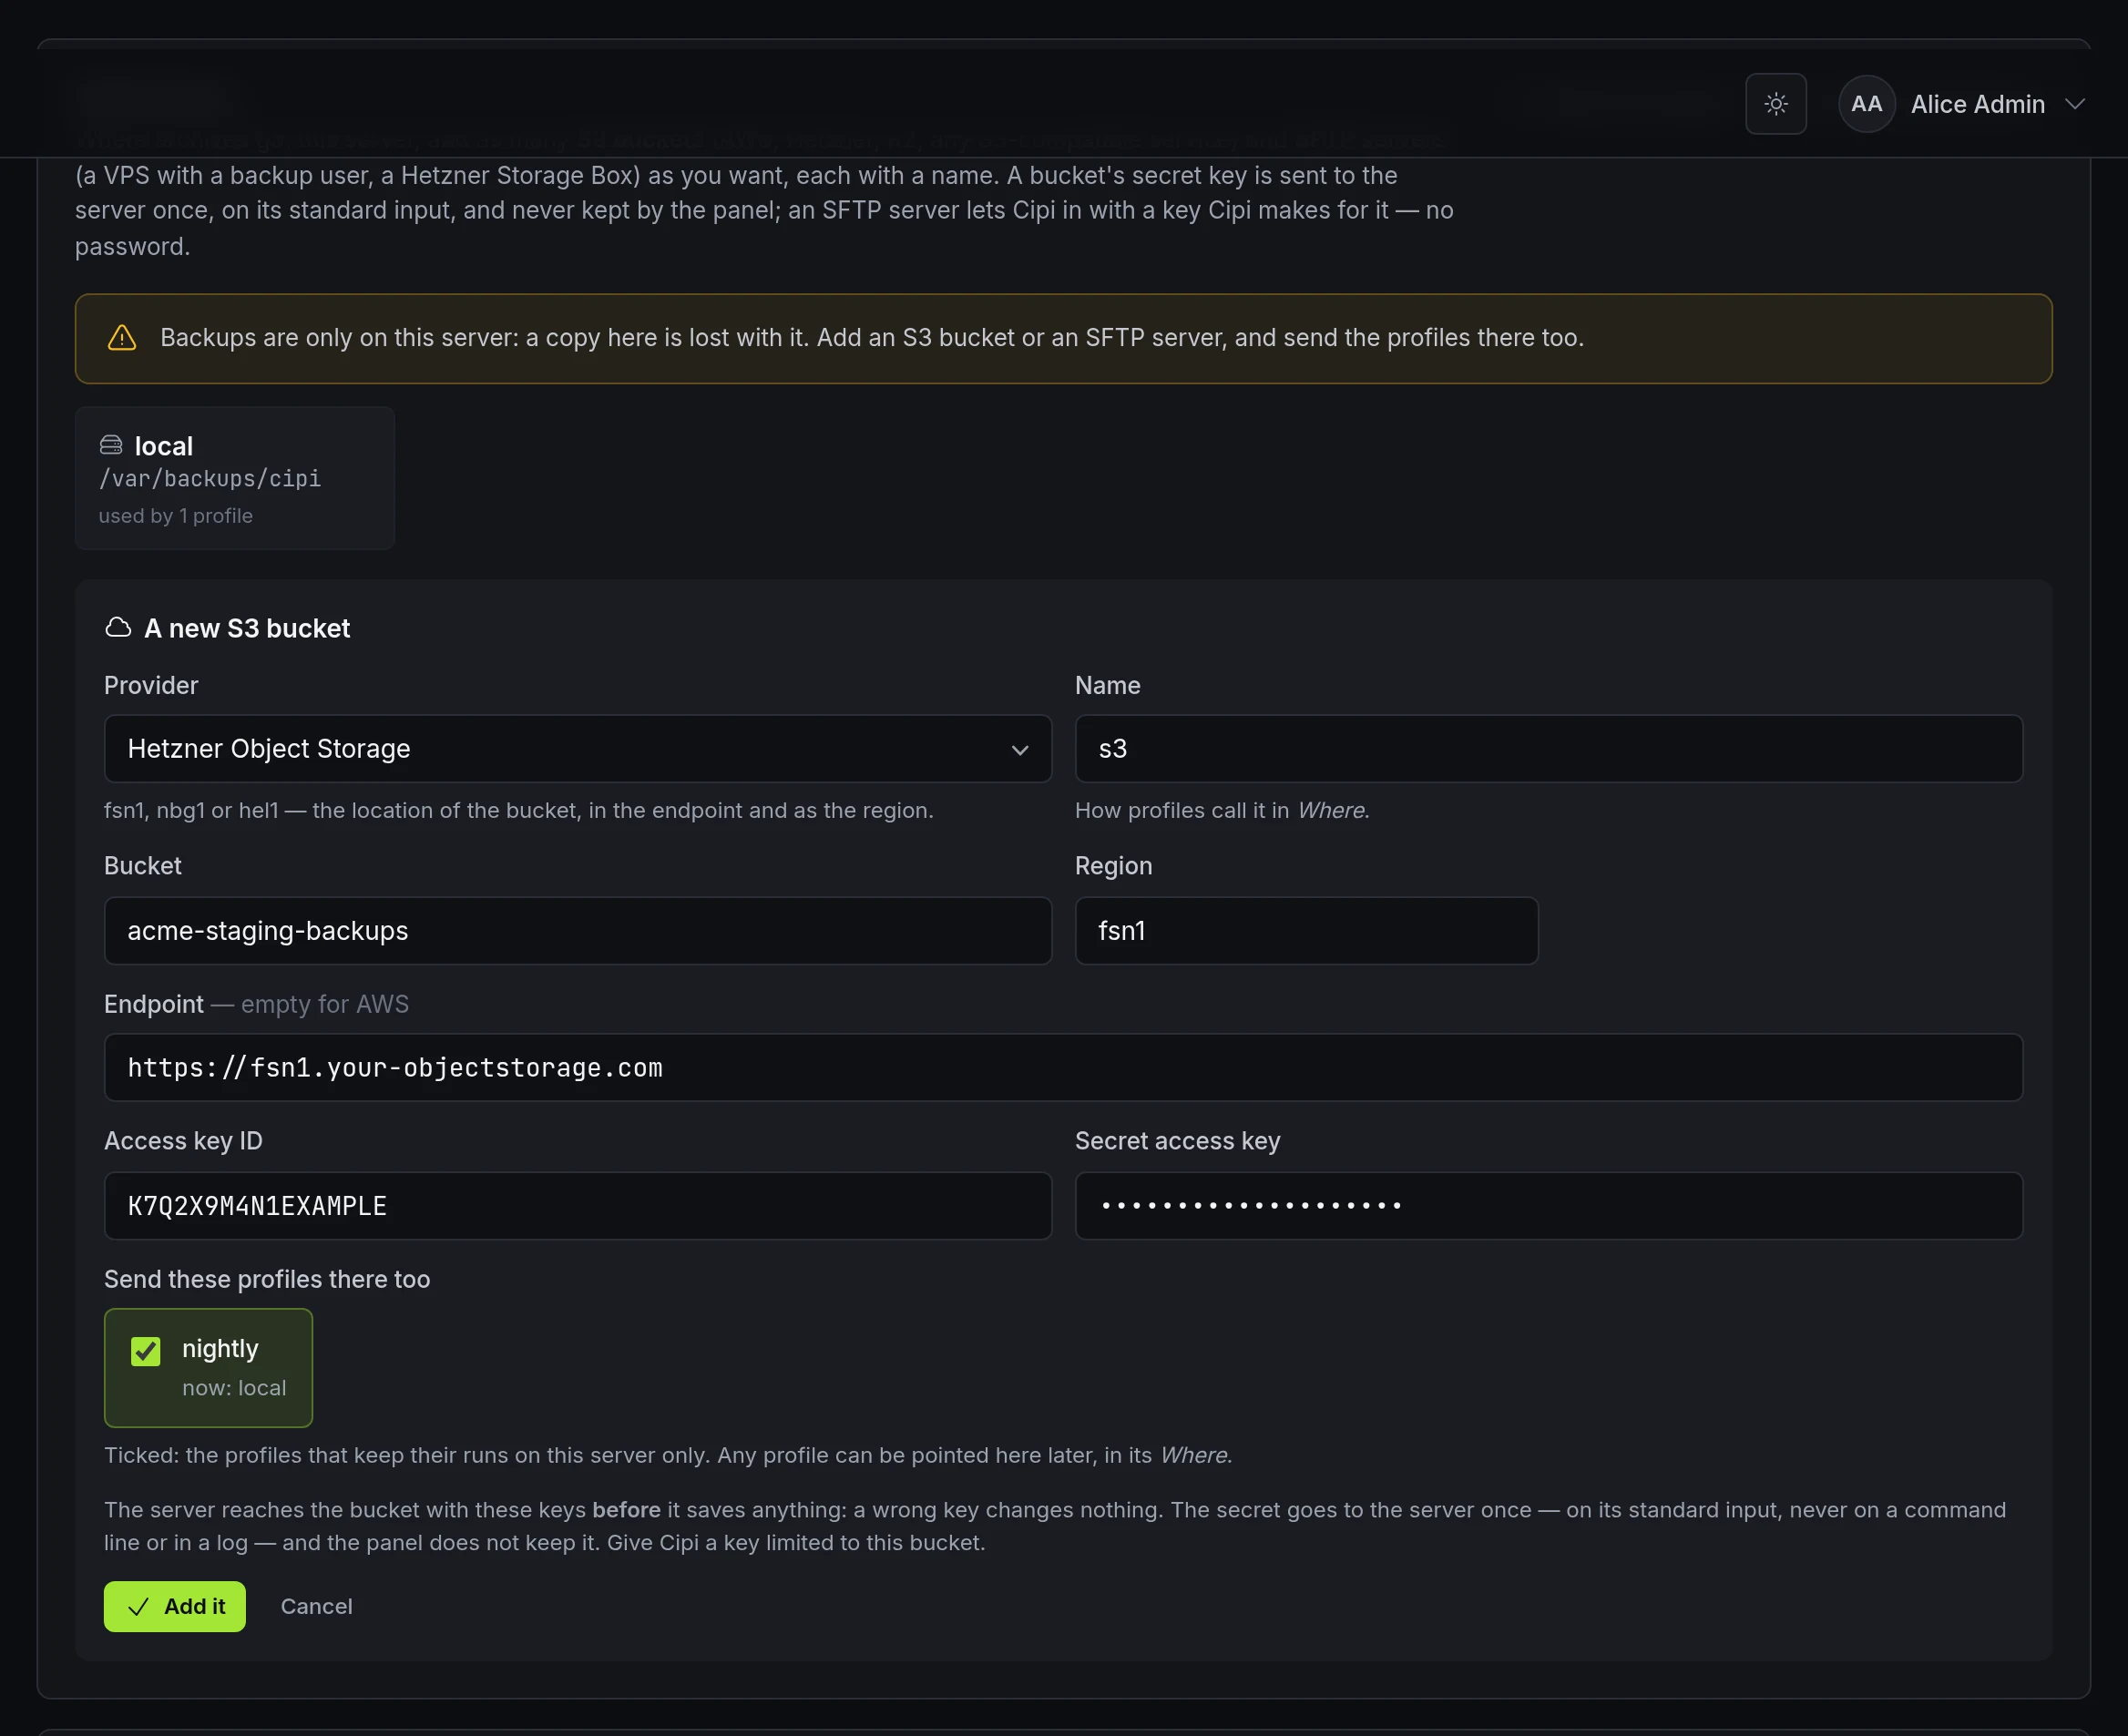 AA Alice Admin
(a VPS with a backup user, a Hetzner Storage Box) as you want, each with a name. A bucket's secret key is sent to the
server once, on its standard input, and never kept by the panel; an SFTP server lets Cipi in with a key Cipi makes for it — no
password.
Backups are only on this server: a copy here is lost with it. Add an S3 bucket or an SFTP server, and send the profiles there too.
local
/var/backups/cipi
used by 1 profile
A new S3 bucket
Provider
Name
Hetzner Object Storage
s3
fsn1, nbg1 or hel1 — the location of the bucket, in the endpoint and as the region.
How profiles call it in Where.
Bucket
Region
acme-staging-backups
fsn1
Endpoint — empty for AWS
https://fsn1.your-objectstorage.com
Access key ID
Secret access key
K7Q2X9M4N1EXAMPLE
••••••••••••••••••••
Send these profiles there too
nightly
now: local
Ticked: the profiles that keep their runs on this server only. Any profile can be pointed here later, in its Where.
The server reaches the bucket with these keys before it saves anything: a wrong key changes nothing. The secret goes to the server once — on its standard input, never on a command
line or in a log — and the panel does not keep it. Give Cipi a key limited to this bucket.
Add it
Cancel